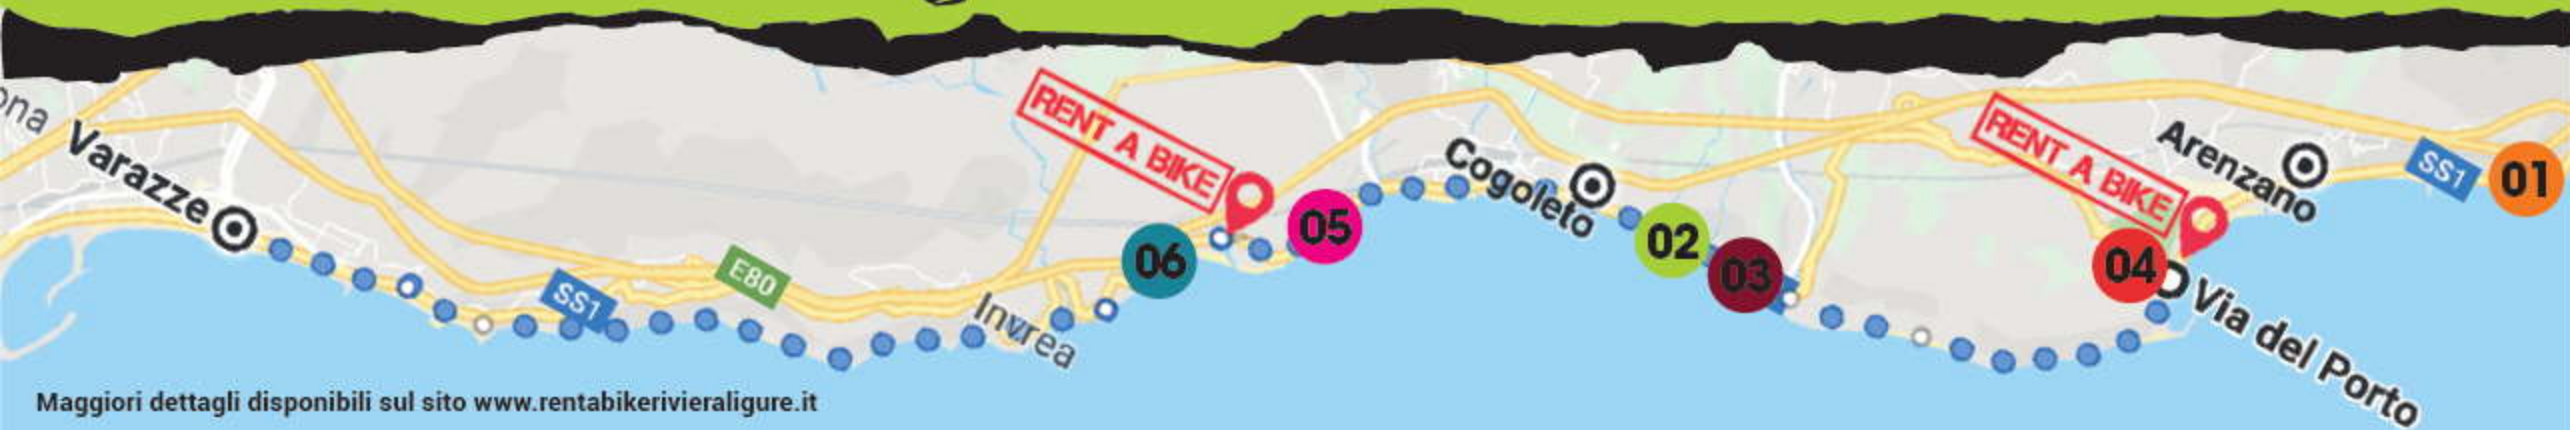 ona
Varazze
SS1
E80
Invrea
RENT A BIKE
06
05
Cogoleto
02
03
RENT A BIKE
04
Via del Porto
Arenzano
SS1
01
Maggiori dettagli disponibili sul sito www.rentabikerivieraligure.it